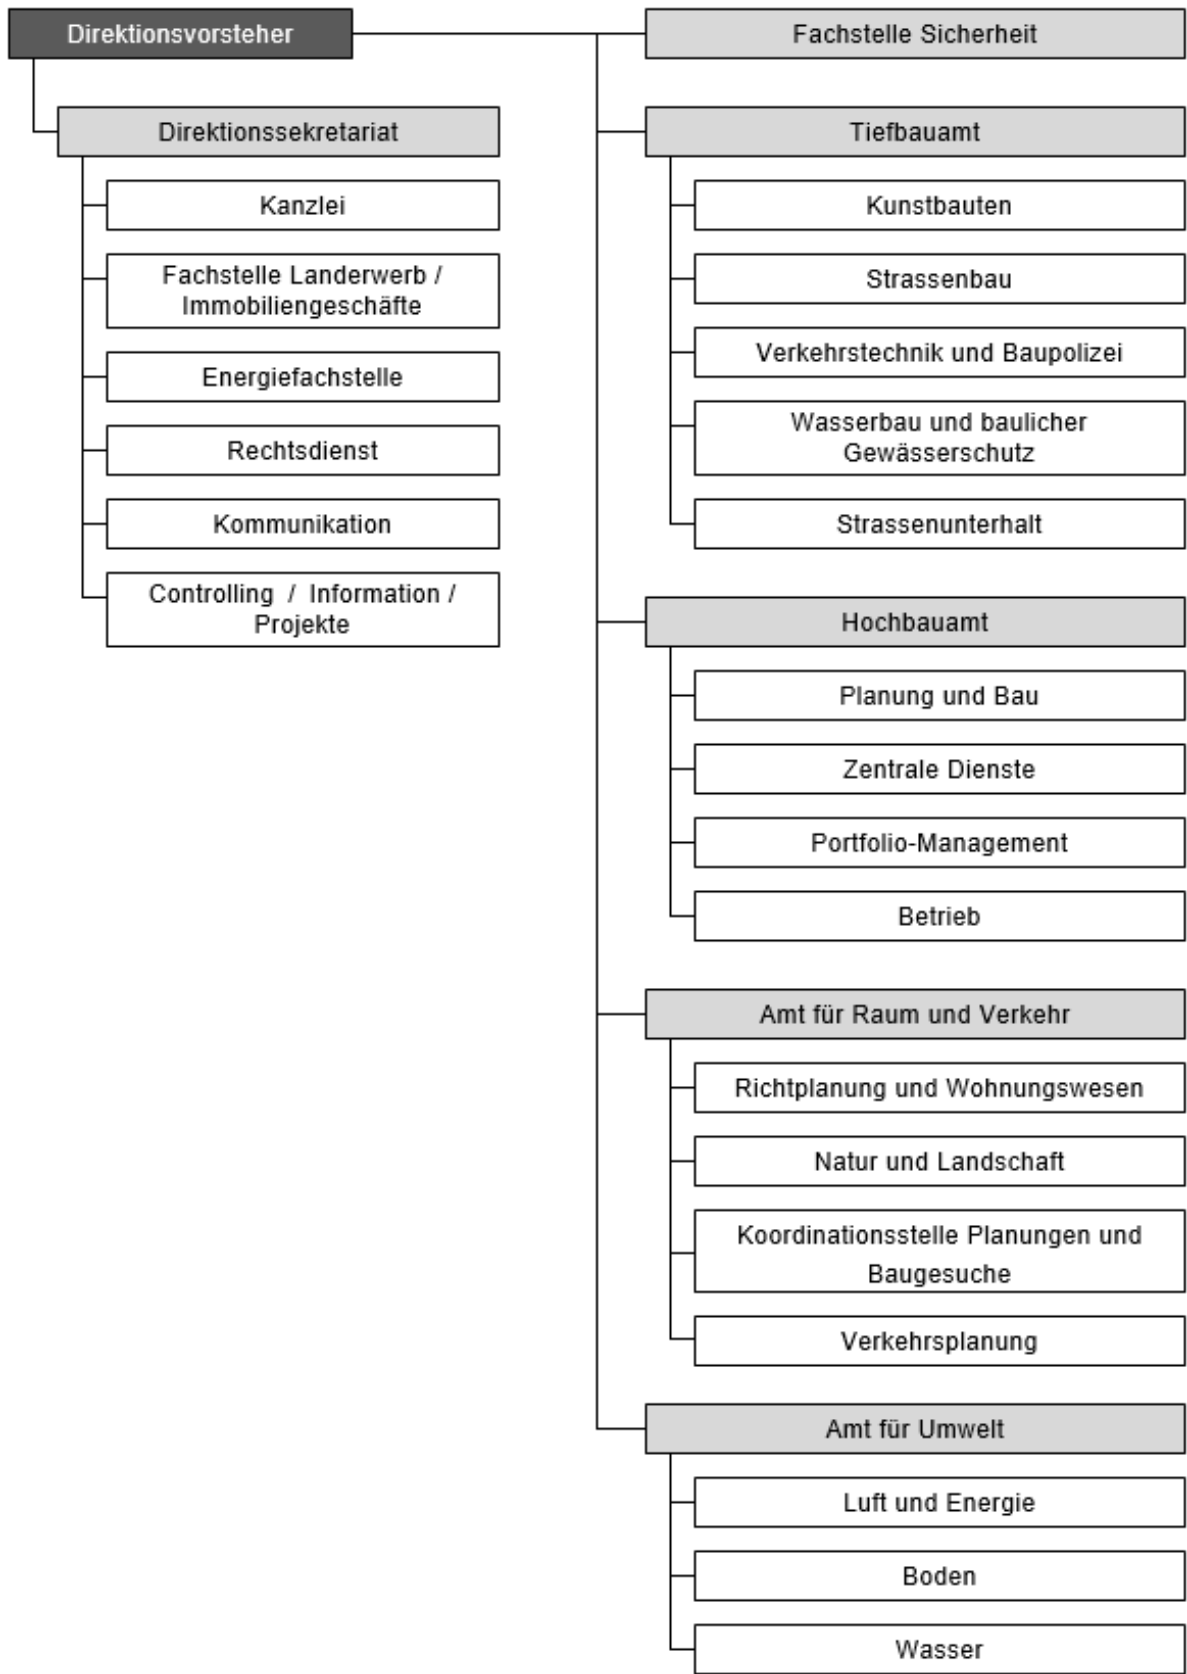 Direktionsvorsteher
Direktionssekretariat
Kanzlei
Fachstelle Landerwerb /
Immobiliengeschäfte
Energiefachstelle
Rechtsdienst
Kommunikation
Controlling / Information /
Projekte
Fachstelle Sicherheit
Tiefbauamt
Kunstbauten
Strassenbau
Verkehrstechnik und Baupolizei
Wasserbau und baulicher
Gewässerschutz
Strassenunterhalt
Hochbauamt
Planung und Bau
Zentrale Dienste
Portfolio-Management
Betrieb
Amt für Raum und Verkehr
Richtplanung und Wohnungswesen
Natur und Landschaft
Koordinationsstelle Planungen und
Baugesuche
Verkehrsplanung
Amt für Umwelt
Luft und Energie
Boden
Wasser